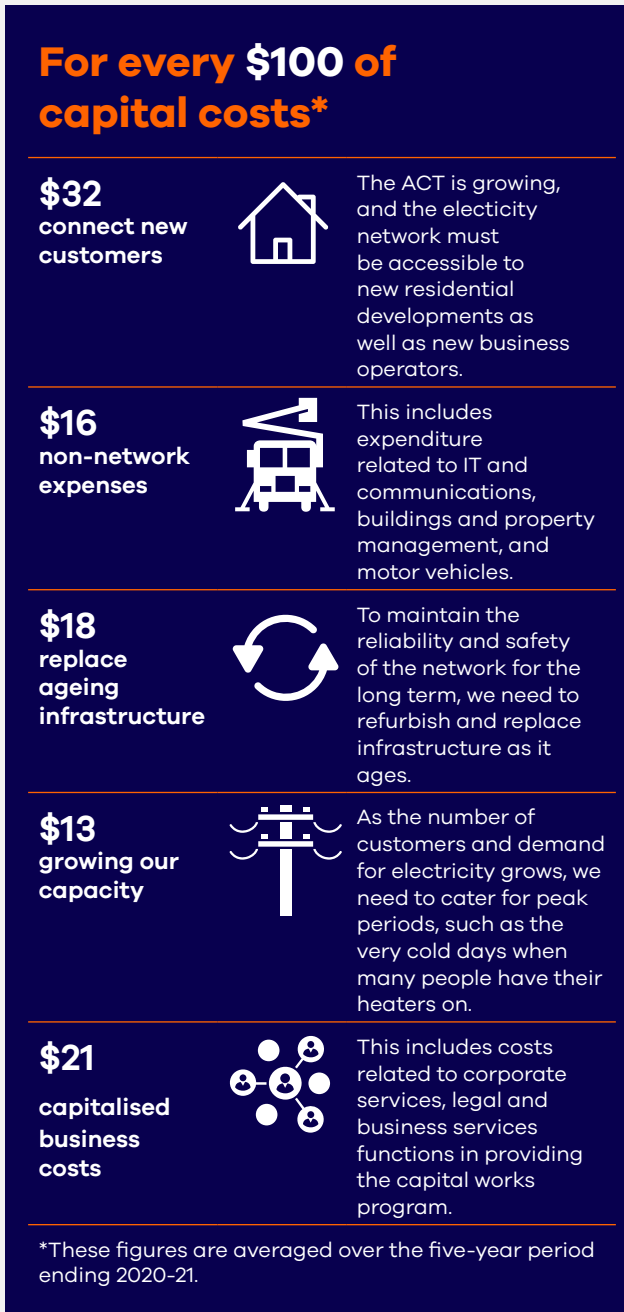 For every $100 of
capital costs*
$32
connect new
customers
The ACT is growing,
and the electicity
network must
be accessible to
new residential
developments as
well as new business
operators.
$16
non-network
expenses
This includes
expenditure
related to IT and
communications,
buildings and property
management, and
motor vehicles.
$18
replace
ageing
infrastructure
To maintain the
reliability and safety
of the network for the
long term, we need to
refurbish and replace
infrastructure as it
ages.
$13
growing our
capacity
As the number of
customers and demand
for electricity grows, we
need to cater for peak
periods, such as the
very cold days when
many people have their
heaters on.
$21
capitalised
business
costs
This includes costs
related to corporate
services, legal and
business services
functions in providing
the capital works
program.
*These figures are averaged over the five-year period
ending 2020-21.